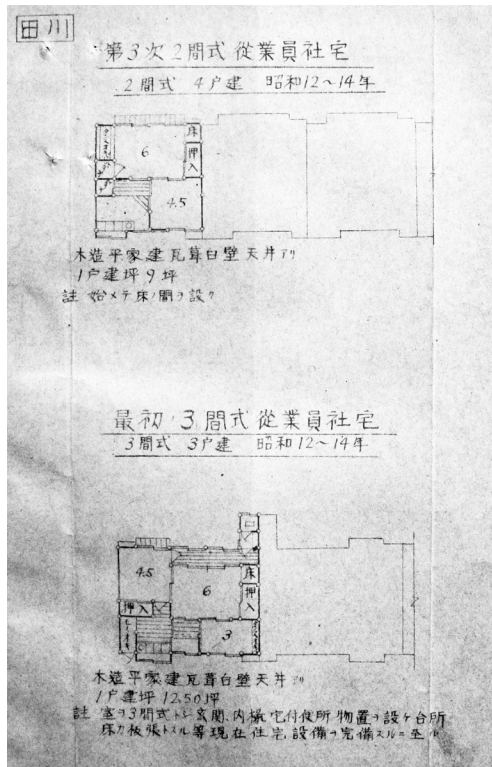 田川
第3次2間式従業員社宅
2間式 4戸建 昭和12〜14年
床
6
押入
4.5
木造平家建瓦葺白壁天井アリ
1戸建坪9坪
註 始メテ床ノ間ヲ設ク
最初ノ3間式従業員社宅
3間式 3戸建 昭和12〜14年
4.5
床
6
押入
押入
3
木造平家建瓦葺白壁天井アリ
1戸建坪12.50坪
註 室ヲ3間式トシ玄関、内
宅付便所物置ヲ設ケ台所
床ヲ板張トスル等現在住宅、設備ヲ完備スルニ至ル